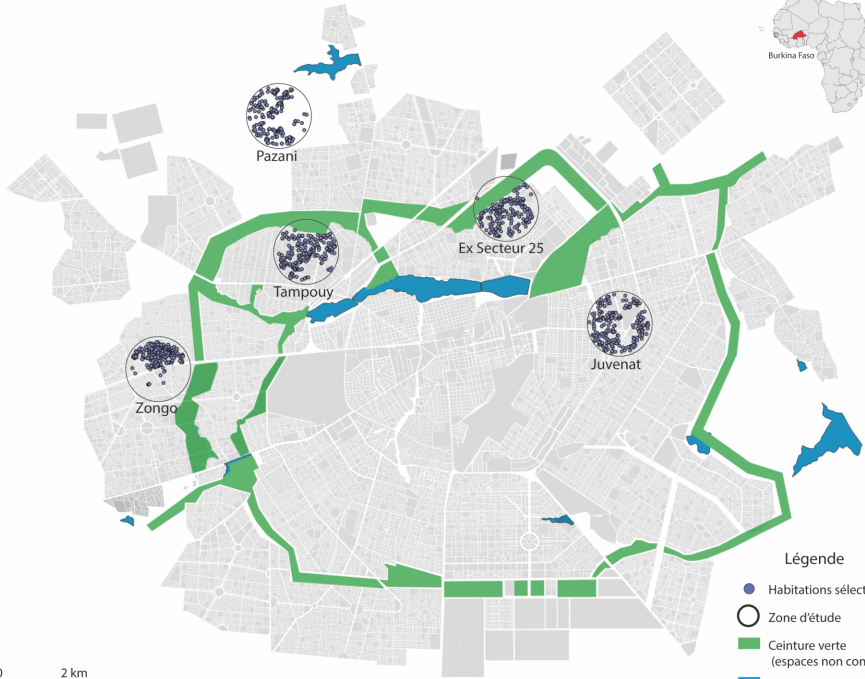 Burkina Faso
Pazani
Ex Secteur 25
Tampouy
Juvenat
Zongo
Légende
Habitations sélect
Zone d'étude
Ceinture verte
(espaces non con
0
2 km